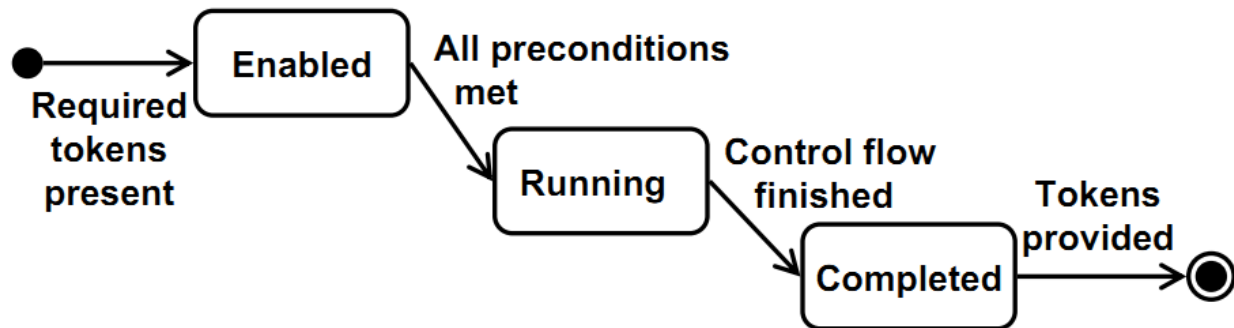 Enabled
All preconditions
met
Required
tokens
present
Running
Control flow
finished
Tokens
provided
Completed